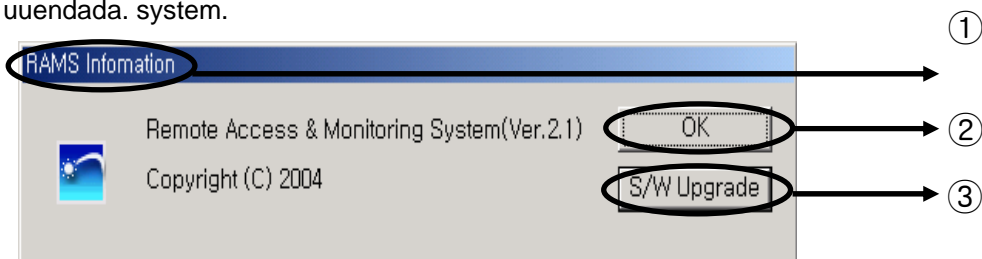 uuendada. system.
①
RAMS Infomation
Remote Access & Monitoring System(Ver.2.1)
OK
②
Copyright (C) 2004
S/W Upgrade
③